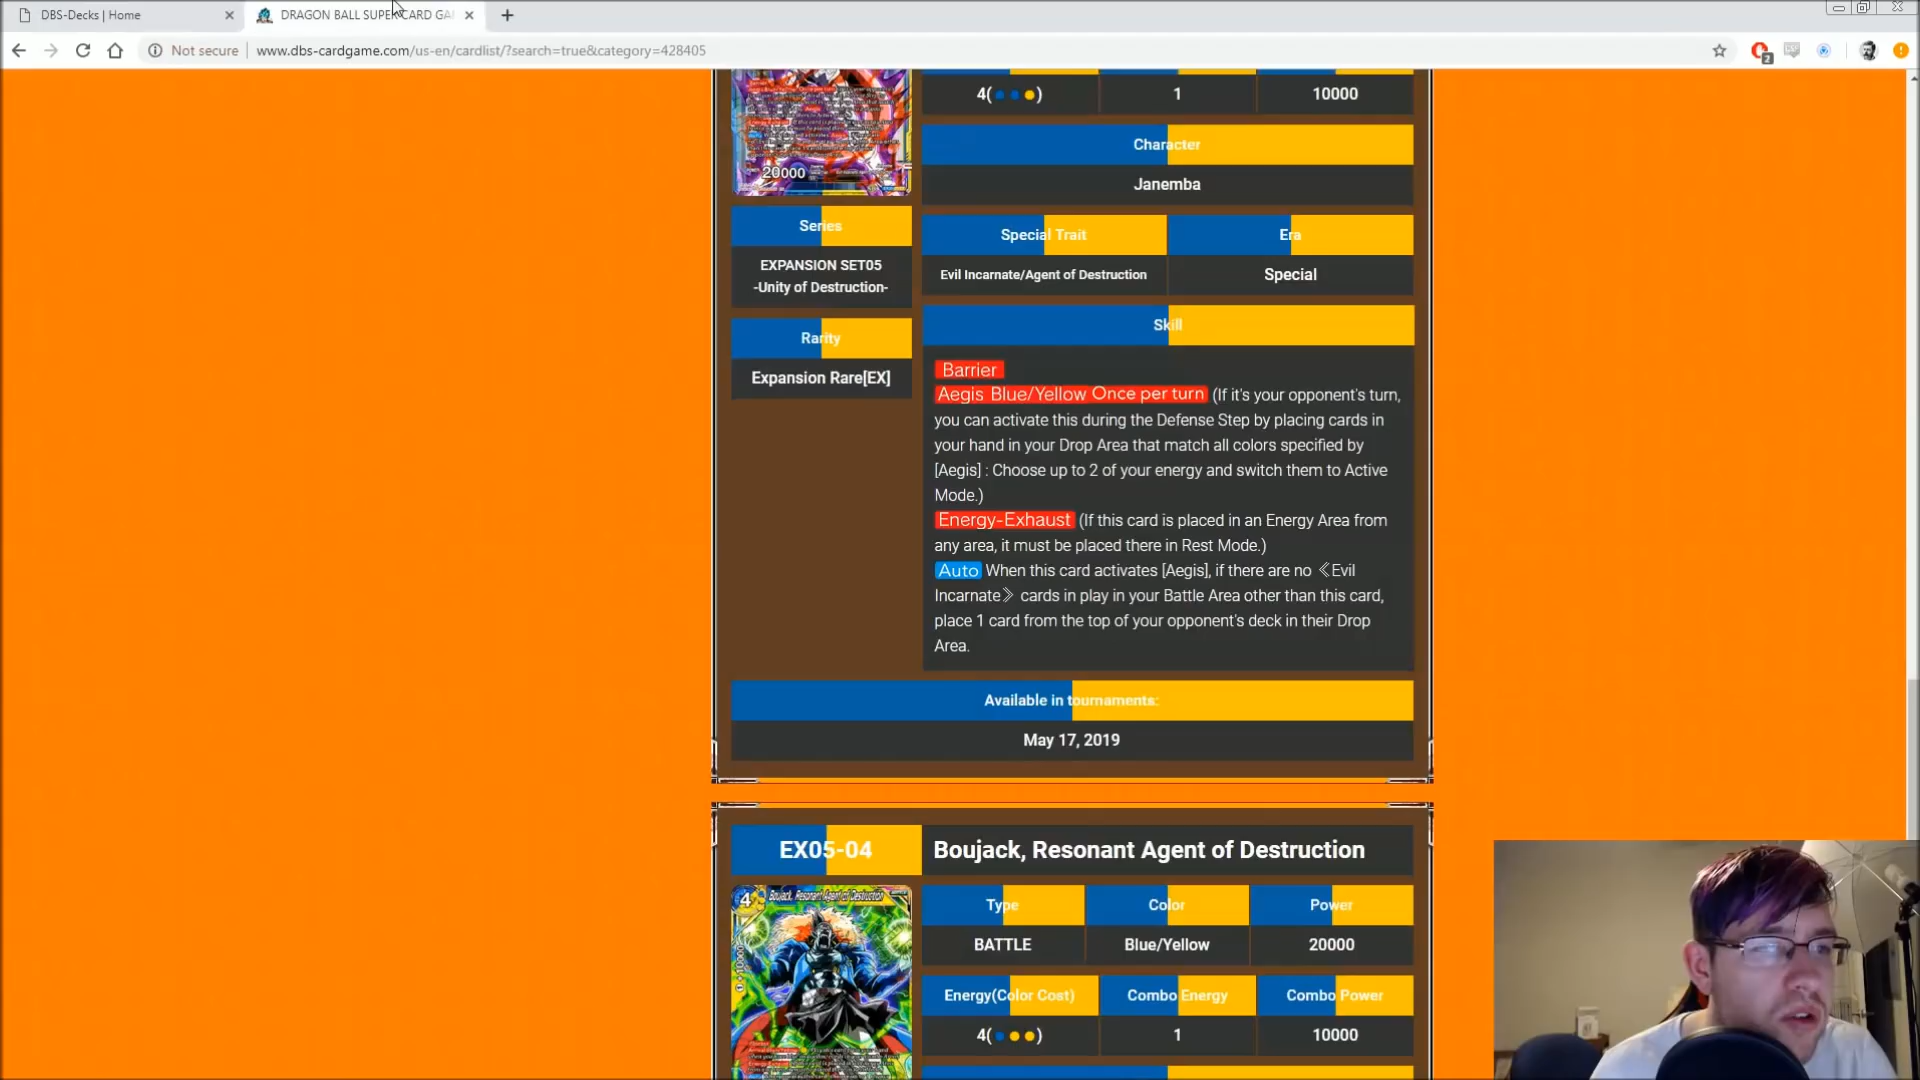 DBS-Decks | Home
DRAGON BALL SUPER CARD GA
Not secure
www.dbs-cardgame.com/us-en/cardlist/?search=true&category=428405
2
20000
4( )
1
10000
Character
Janemba
Series
EXPANSION SET05
-Unity of Destruction-
Special Trait
Era
Evil Incarnate/Agent of Destruction
Special
Rarity
Expansion Rare[EX]
Skill
Barrier
Aegis Blue/Yellow Once per turn (If it's your opponent's turn,
you can activate this during the Defense Step by placing cards in
your hand in your Drop Area that match all colors specified by
[Aegis] : Choose up to 2 of your energy and switch them to Active
Mode.)
Energy-Exhaust (If this card is placed in an Energy Area from
any area, it must be placed there in Rest Mode.)
Auto When this card activates [Aegis], if there are no 《Evil
Incarnate》 cards in play in your Battle Area other than this card,
place 1 card from the top of your opponent's deck in their Drop
Area.
Available in tournaments:
May 17, 2019
EX05-04
Boujack, Resonant Agent of Destruction
4
Boujack, Resonant Agent of Destruction
Type
Color
Power
BATTLE
Blue/Yellow
20000
Energy(Color Cost)
Combo Energy
Combo Power
4( )
1
10000